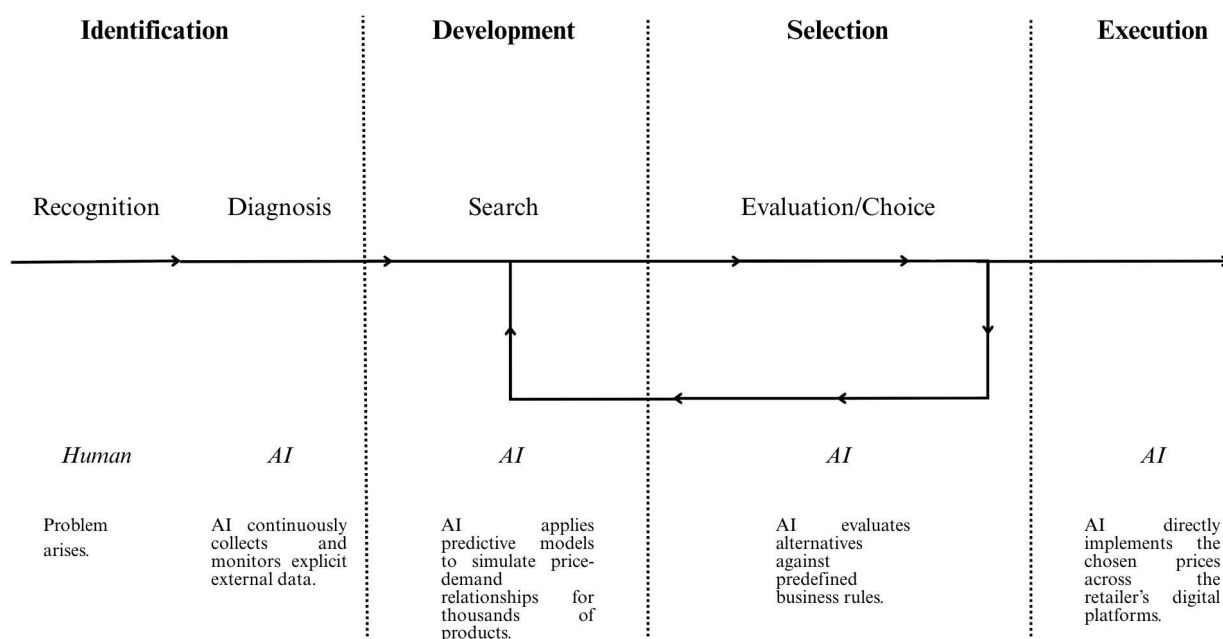 Identification
Development
Selection
Execution
Recognition
Diagnosis
Search
Evaluation/Choice
Human
AI
AI
AI
AI
Problem
arises.
AI continuously
collects and
monitors explicit
external data.
AI applies
predictive models
to simulate price-
demand
relationships for
thousands of
products.
AI evaluates
alternatives
against
predefined
business rules.
AI directly
implements the
chosen prices
across the
retailer's digital
platforms.